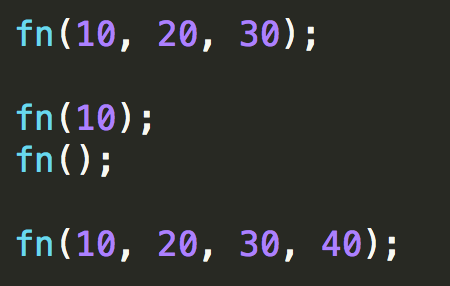 fn(10, 20, 30);
fn(10);
fn();
fn(10, 20, 30, 40);